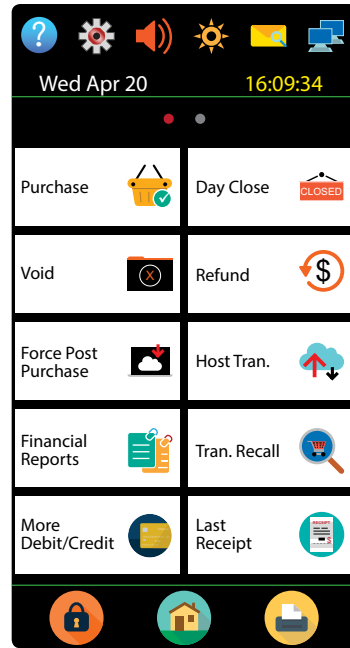 ?
Wed Apr 20 16:09:34
Purchase
Day Close
CLOSED
Void
X
Refund
$
Force Post
Purchase
Host Tran.
Financial
Reports
Tran. Recall
More
Debit/Credit
Last
Receipt
RECEIPT
$